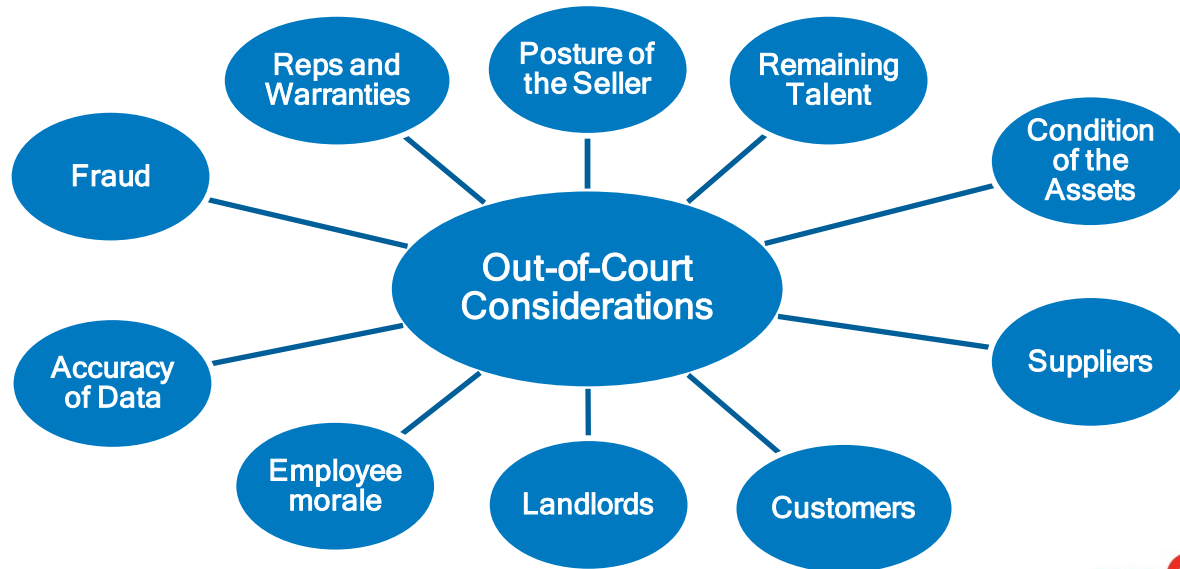 Posture of
the Seller
Reps and
Warranties
Remaining
Talent
Condition
of the
Assets
Fraud
Out-of-Court
Considerations
Suppliers
Accuracy
of Data
Employee
morale
Landlords
Customers